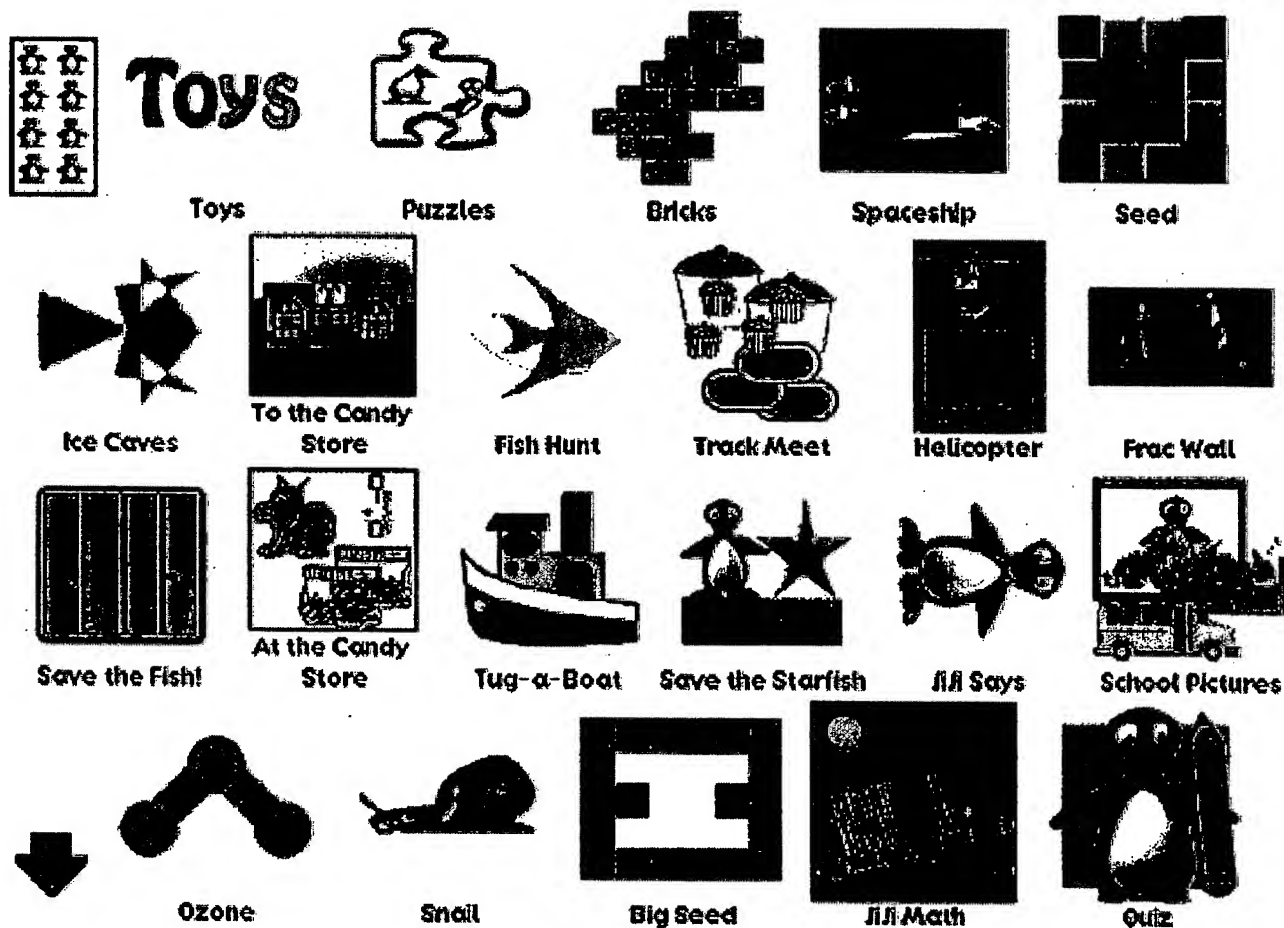 Toys
Toys Puzzles Bricks Spaceship Seed
Ice Caves To the Candy Store Fish Hunt Track Meet Helicopter Frac Wall
Save the Fish! At the Candy Store Tug-a-Boat Save the Starfish JiJi Says School Pictures
Ozone Snail Big Seed JiJi Math Quiz